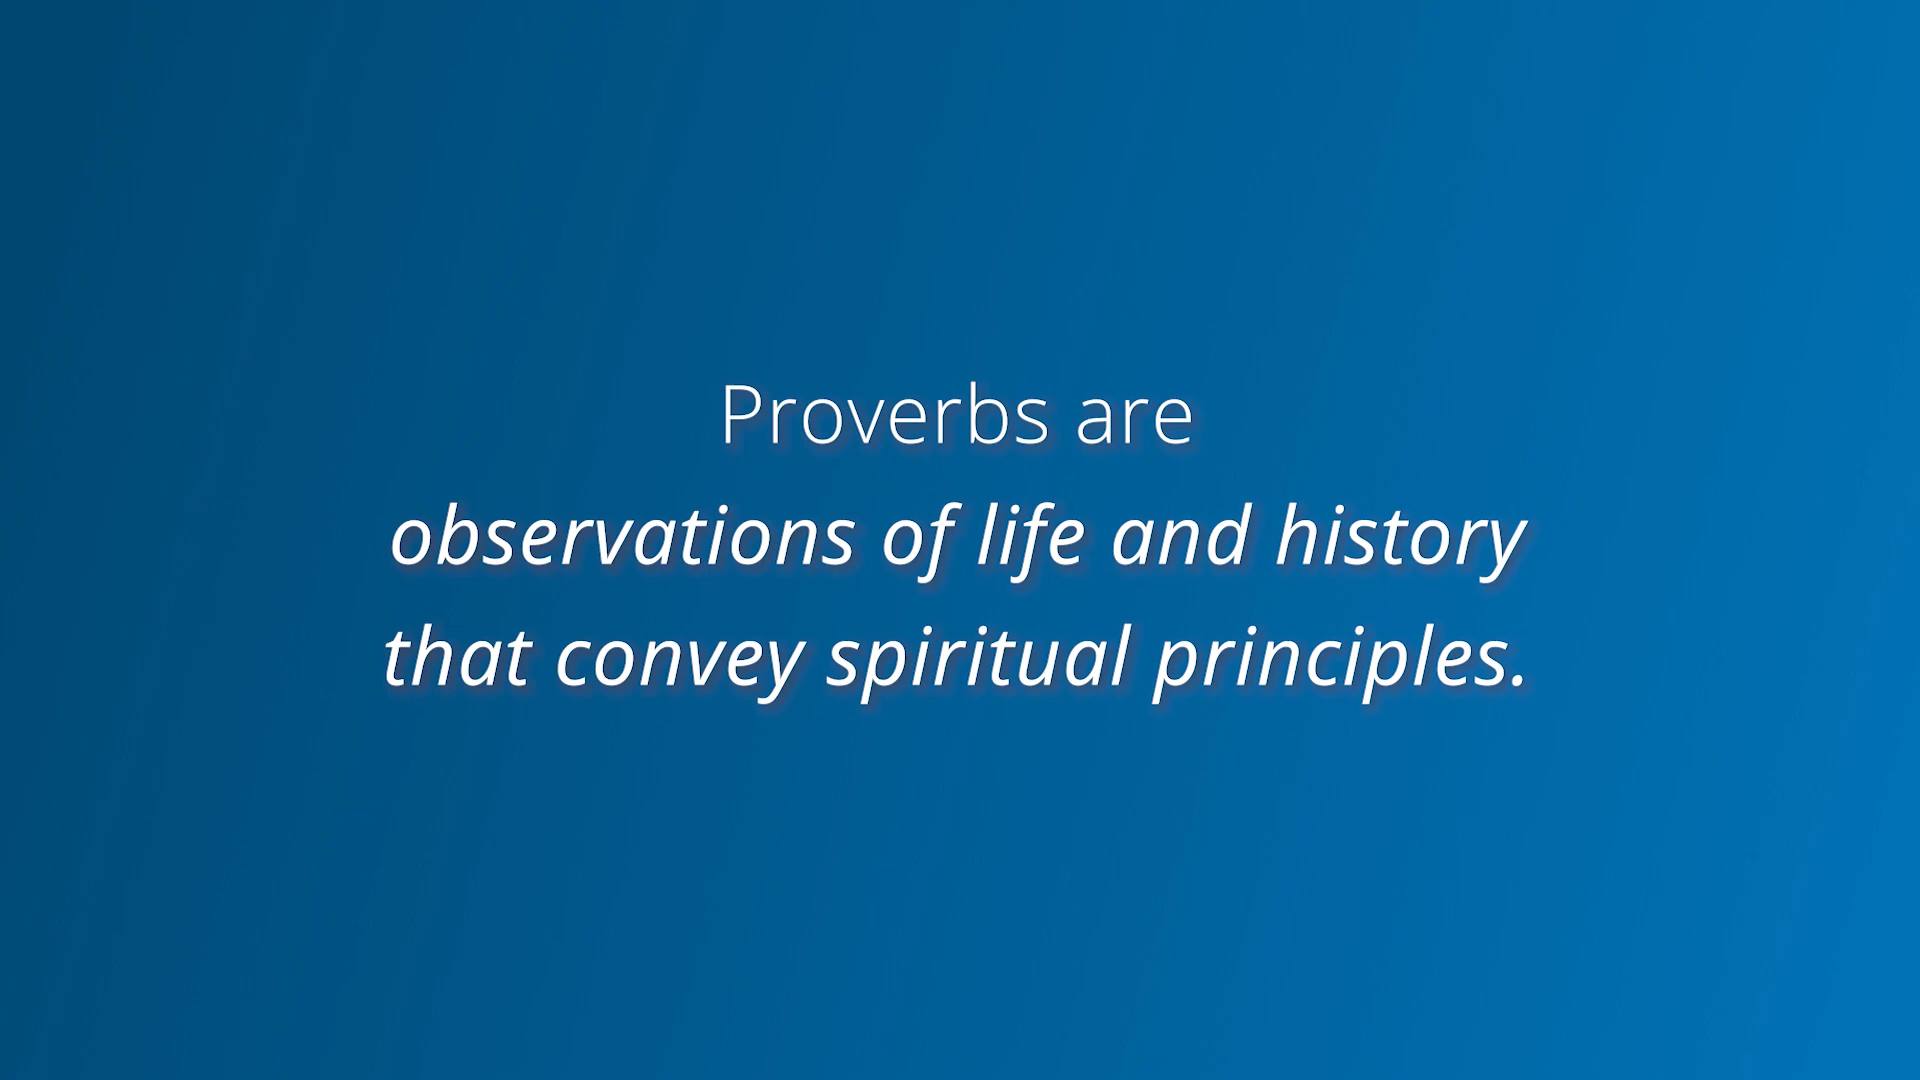 Proverbs are
observations of life and history
that convey spiritual principles.